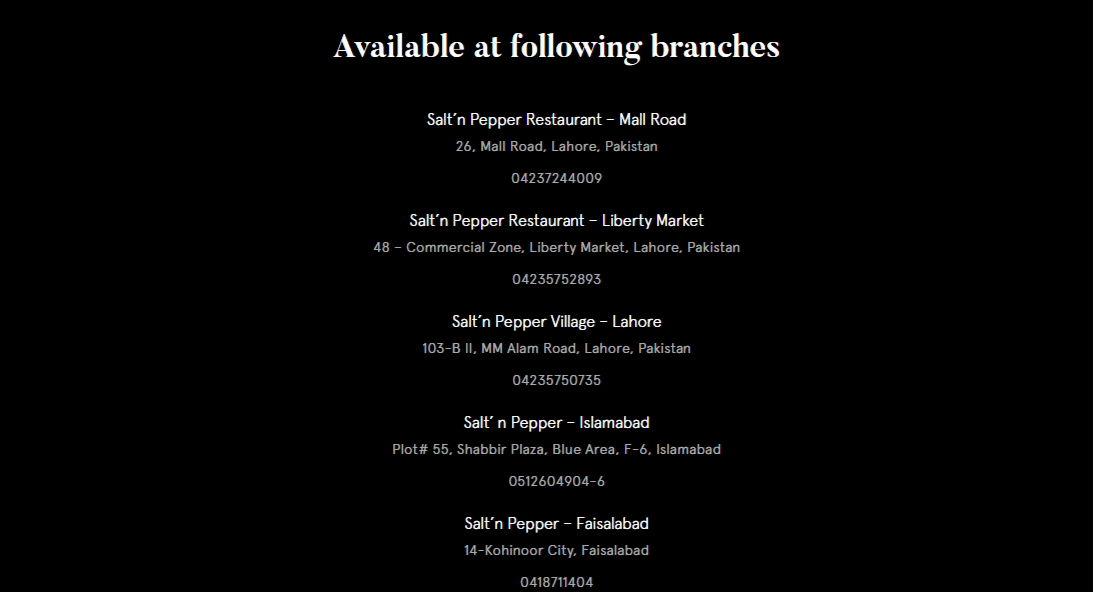 Available at following branches
Salt´n Pepper Restaurant – Mall Road
26, Mall Road, Lahore, Pakistan
04237244009
Salt´n Pepper Restaurant – Liberty Market
48 – Commercial Zone, Liberty Market, Lahore, Pakistan
04235752893
Salt´n Pepper Village – Lahore
103-B II, MM Alam Road, Lahore, Pakistan
04235750735
Salt´ n Pepper – Islamabad
Plot# 55, Shabbir Plaza, Blue Area, F-6, Islamabad
0512604904-6
Salt´n Pepper – Faisalabad
14-Kohinoor City, Faisalabad
0418711404